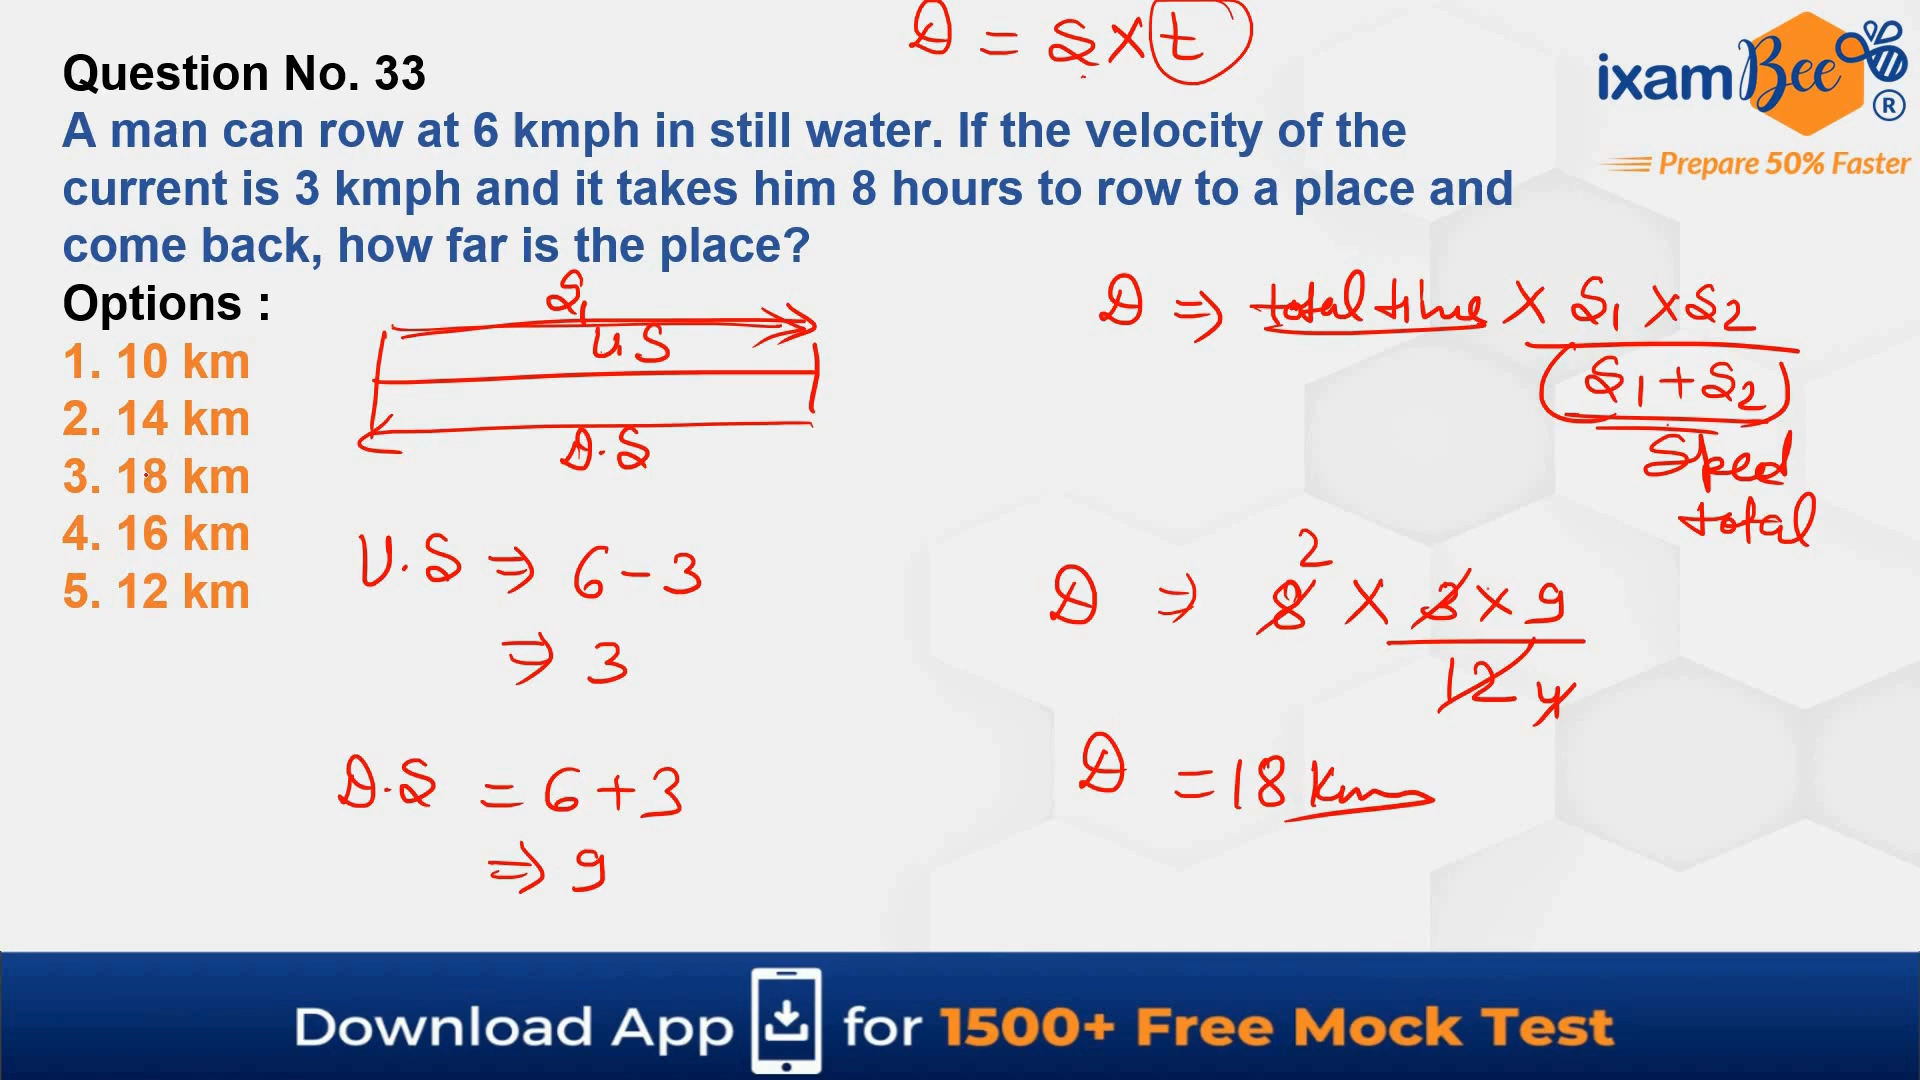 D = S × t
ixamBee ®
Prepare 50% Faster
Question No. 33
A man can row at 6 kmph in still water. If the velocity of the
current is 3 kmph and it takes him 8 hours to row to a place and
come back, how far is the place?
Options :
1. 10 km
2. 14 km
3. 18 km
4. 16 km
5. 12 km
S1
U S
D.S
U.S ⇒ 6 - 3
⇒ 3
D.S = 6 + 3
⇒ 9
D ⇒ total time × S1 × S2
S1 + S2
Speed
total
2
D ⇒ 8 × 3 × 9
12 4
D = 18 kms
Download App for 1500+ Free Mock Test